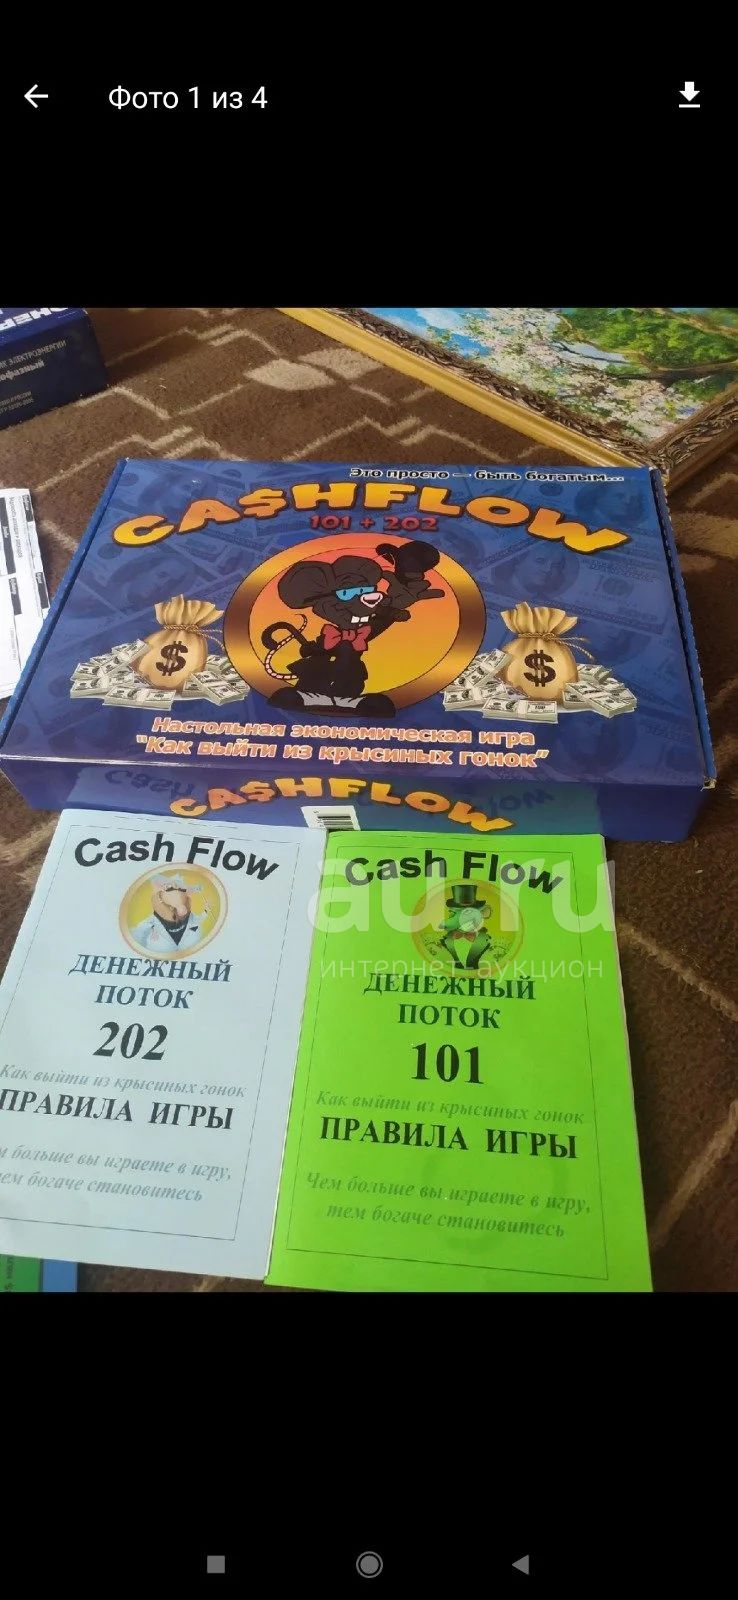 Фото 1 из 4
ЭЛЕКТРОЭНЕРГИИ
Это просто — быть богатым...
CA$HFLOW
101 + 202
Настольная экономическая игра
"Как выйти из крысиных гонок"
CA$HFLOW
Cash Flow
ДЕНЕЖНЫЙ
ПОТОК
202
Как выйти из крысиных гонок
ПРАВИЛА ИГРЫ
больше вы играете в игру,
тем богаче становитесь
Cash Flow
ДЕНЕЖНЫЙ
ПОТОК
101
Как выйти из крысиных гонок
ПРАВИЛА ИГРЫ
Чем больше вы играете в игру,
тем богаче становитесь
au.ru
интернет-аукцион